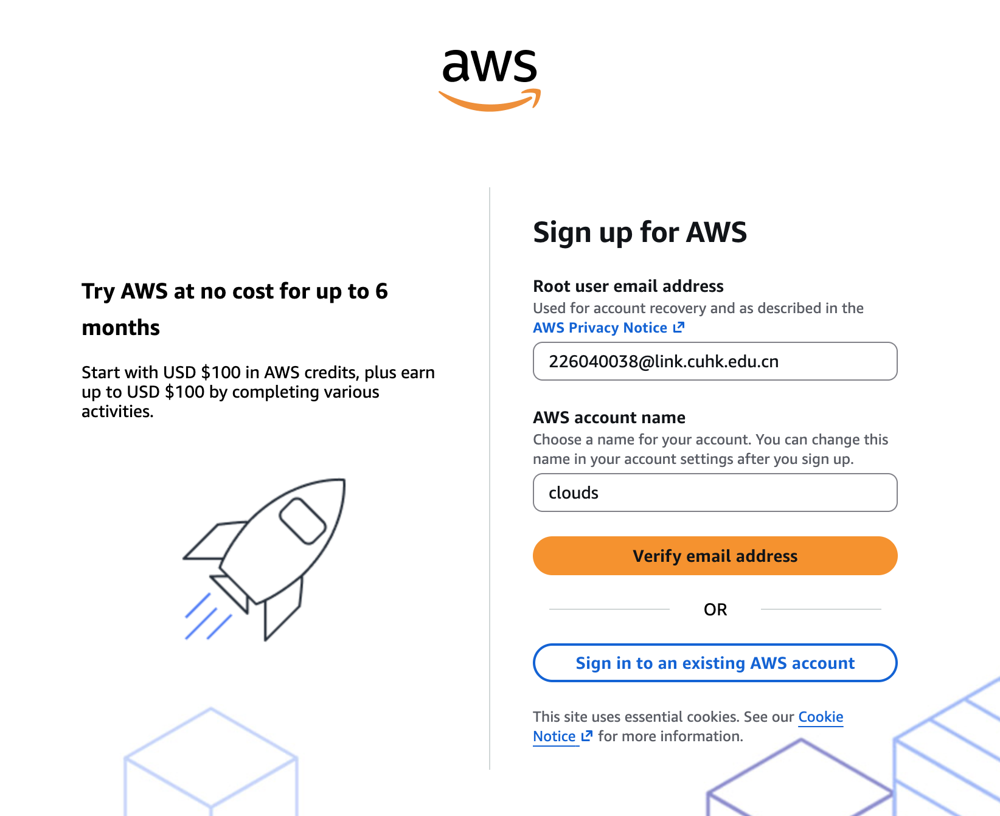 aws
Try AWS at no cost for up to 6
months
Start with USD $100 in AWS credits, plus earn
up to USD $100 by completing various
activities.
Sign up for AWS
Root user email address
Used for account recovery and as described in the
AWS Privacy Notice
226040038@link.cuhk.edu.cn
AWS account name
Choose a name for your account. You can change this
name in your account settings after you sign up.
clouds
Verify email address
OR
Sign in to an existing AWS account
This site uses essential cookies. See our Cookie
Notice for more information.